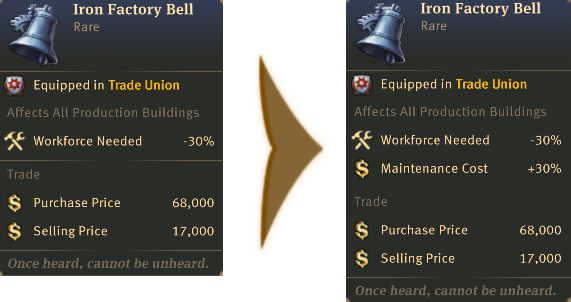 Iron Factory Bell
Rare
Equipped in Trade Union
Affects All Production Buildings
Workforce Needed -30%
Trade
Purchase Price 68,000
Selling Price 17,000
Once heard, cannot be unheard.
Iron Factory Bell
Rare
Equipped in Trade Union
Affects All Production Buildings
Workforce Needed -30%
Maintenance Cost +30%
Trade
Purchase Price 68,000
Selling Price 17,000
Once heard, cannot be unheard.